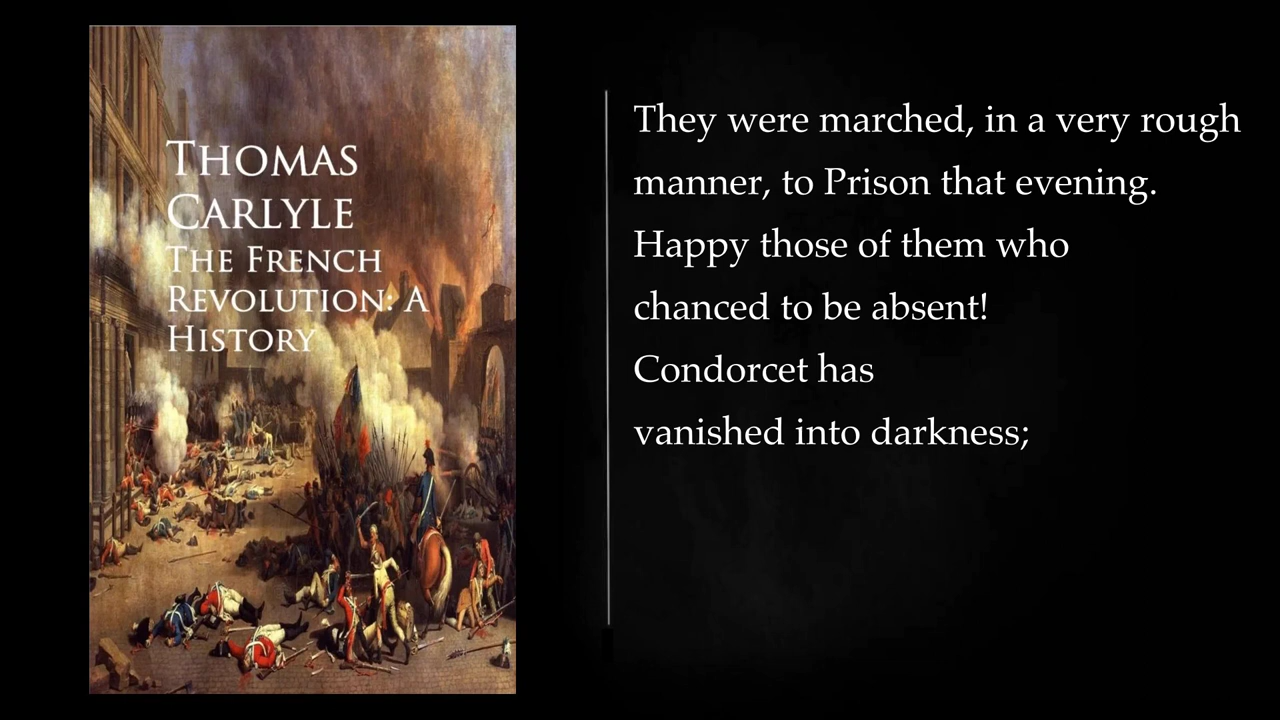 THOMAS
CARLYLE
THE FRENCH
REVOLUTION: A
HISTORY
They were marched, in a very rough
manner, to Prison that evening.
Happy those of them who
chanced to be absent!
Condorcet has
vanished into darkness;